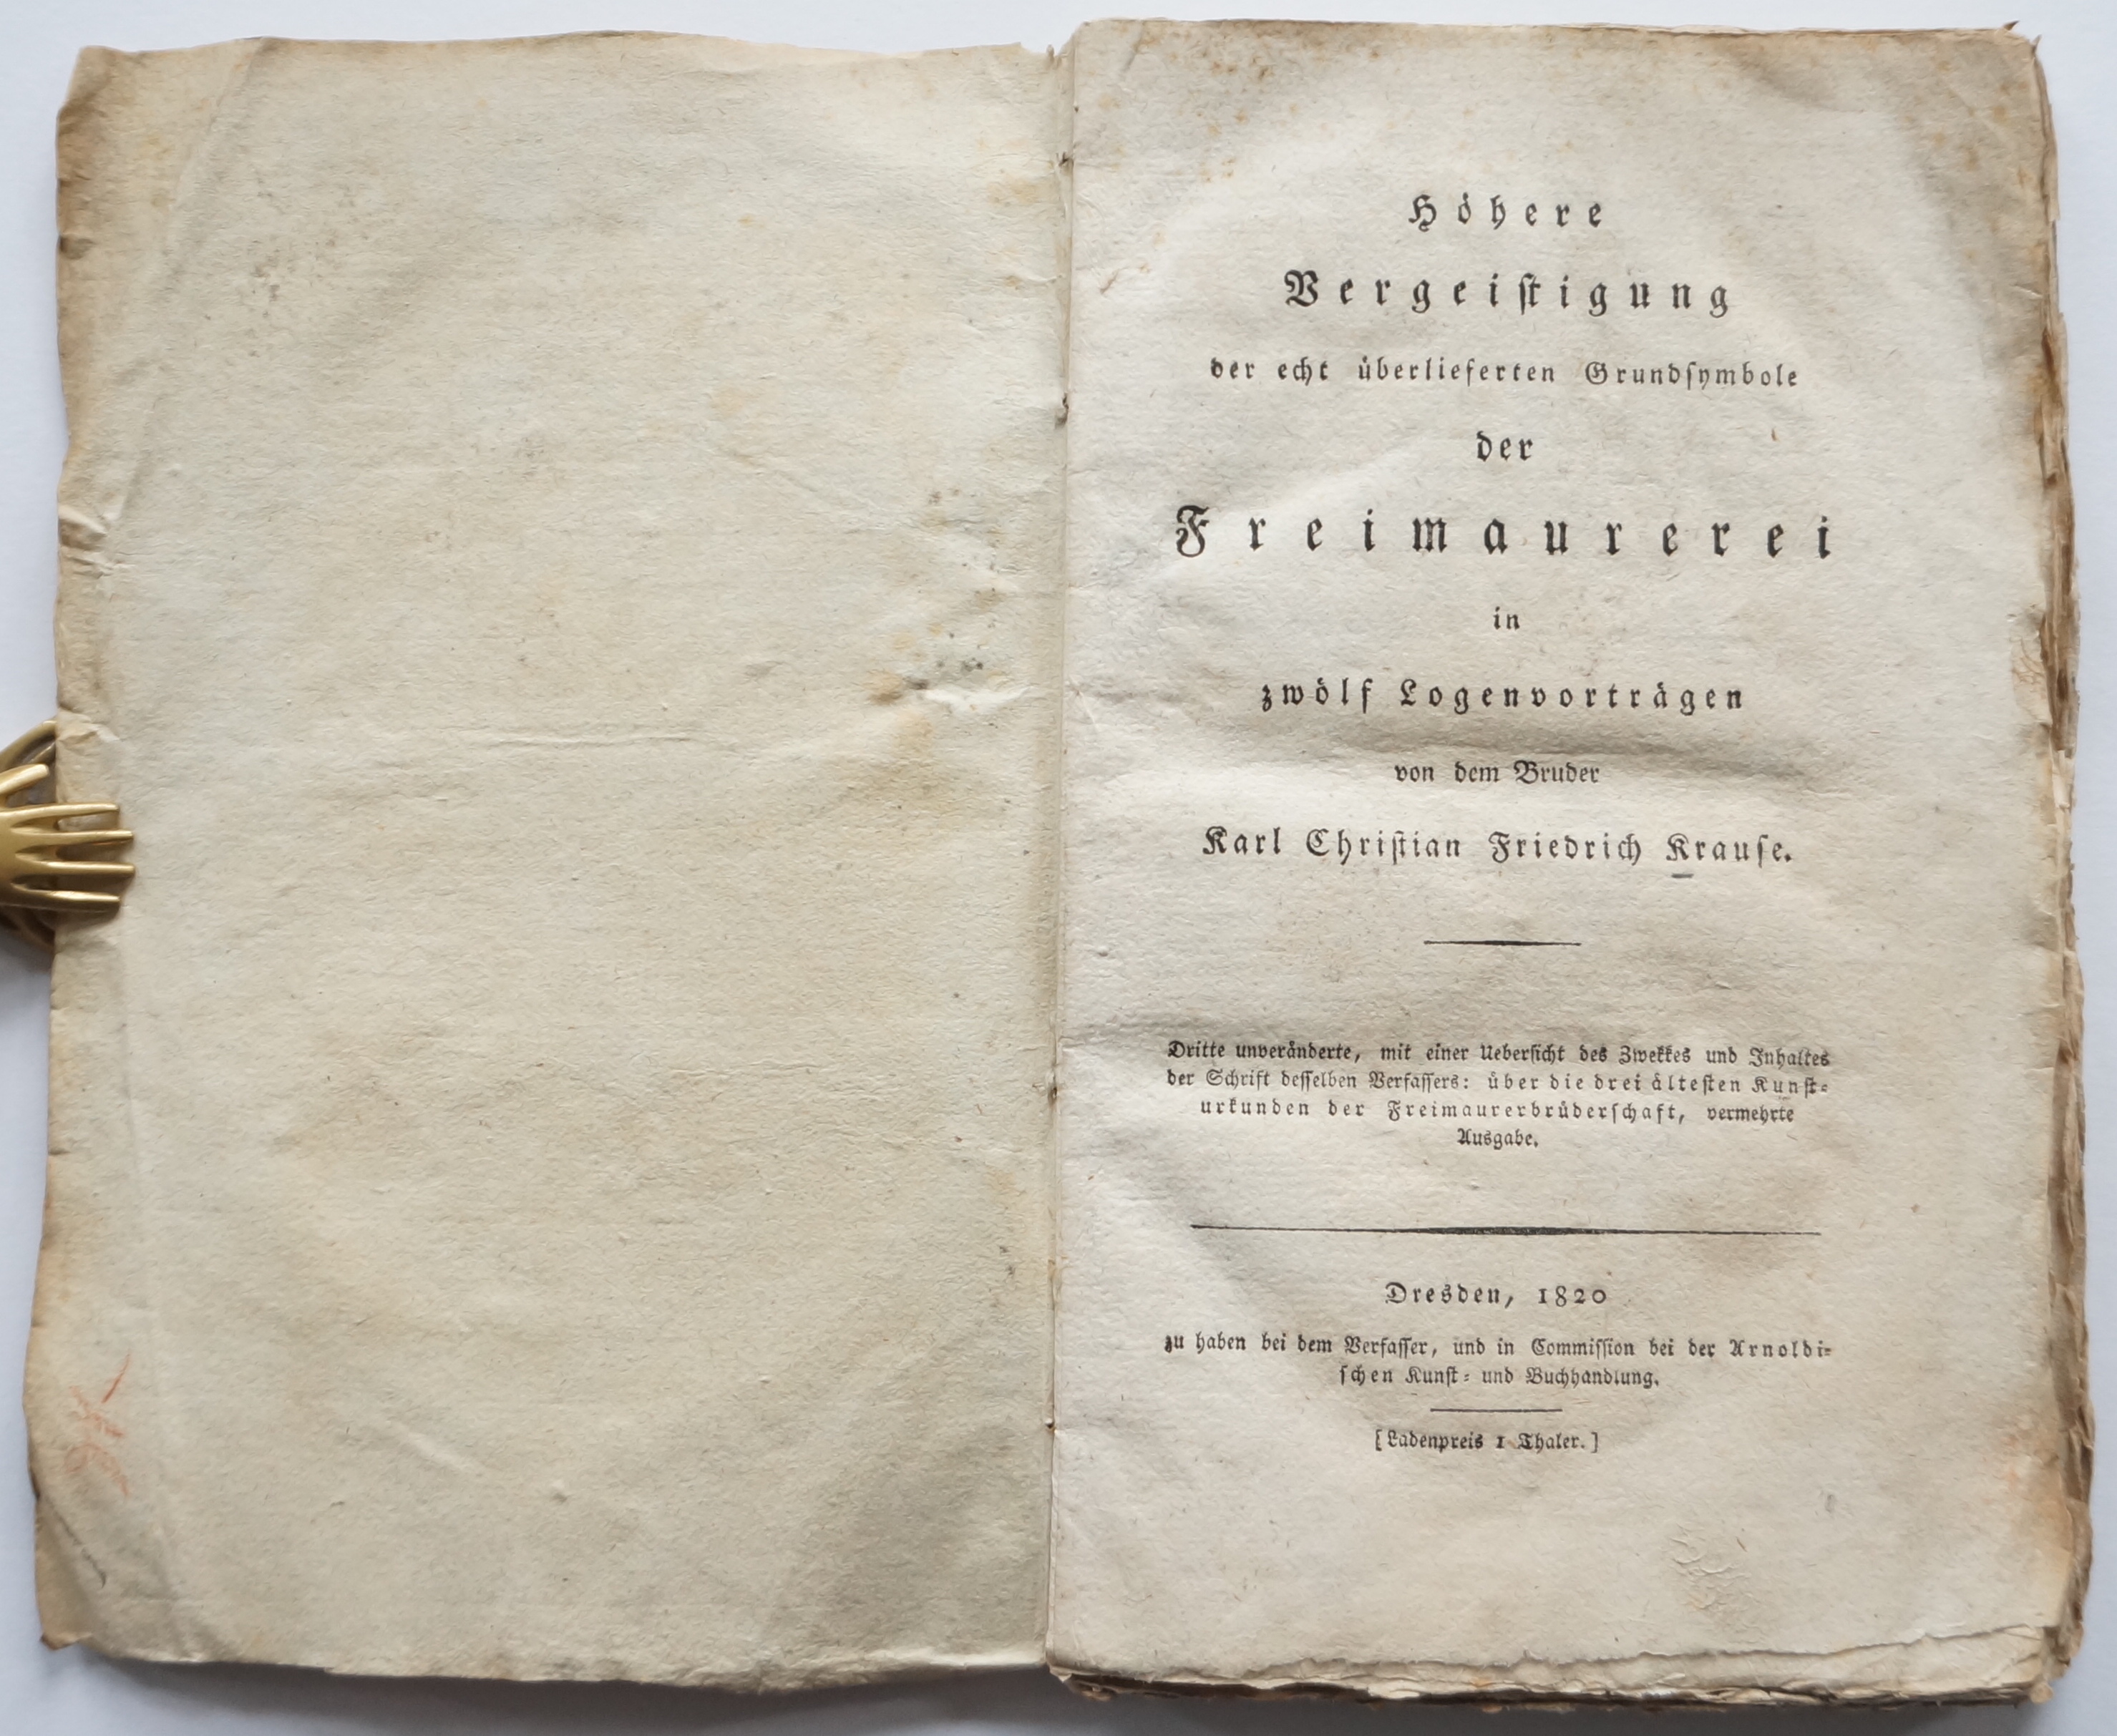 Höhere
Vergeiſtigung
der echt überlieferten Grundſymbole
der
Freimaurerei
in
zwölf Logenvorträgen
von dem Bruder
Karl Chriſtian Friedrich Krauſe.
Dritte unveränderte, mit einer Ueberſicht des Zwekkes und Inhaltes
der Schrift deſſelben Verfaſſers: über die drei älteſten Kunſt-
urkunden der Freimaurerbrüderſchaft, vermehrte
Ausgabe.
Dresden, 1820
zu haben bei dem Verfaſſer, und in Commiſſion bei der Arnoldi-
ſchen Kunſt- und Buchhandlung.
[Ladenpreis 1 Thaler.]